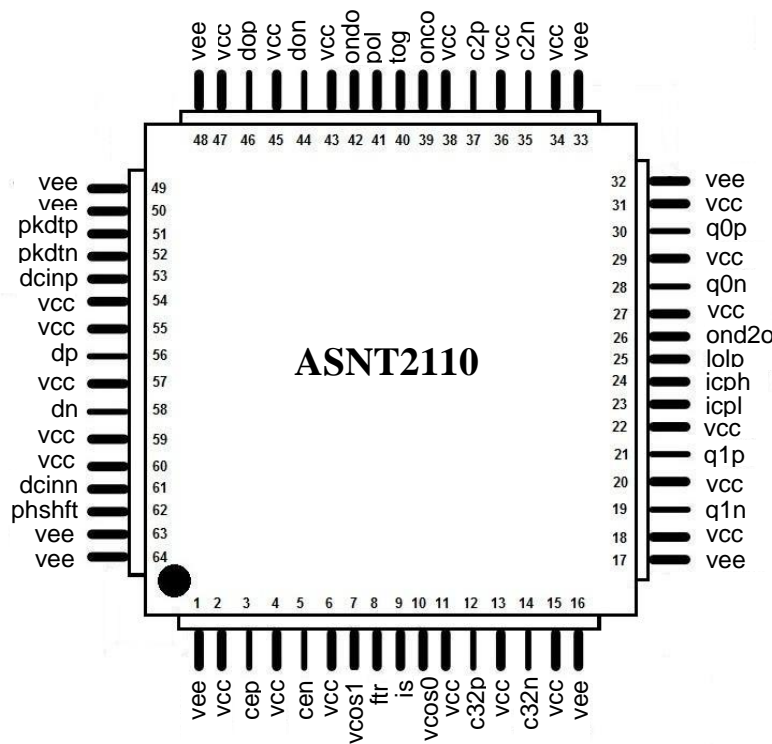 vee vcc dop vcc don vcc ondo pol tog onco vcc c2p vcc c2n vcc vee
48 47 46 45 44 43 42 41 40 39 38 37 36 35 34 33
vee 49
vee 50
pkdtp 51
pkdtn 52
dcinp 53
vcc 54
vcc 55
dp 56
vcc 57
dn 58
vcc 59
vcc 60
dcinn 61
phshft 62
vee 63
vee 64
ASNT2110
32 vee
31 vcc
30 q0p
29 vcc
28 q0n
27 vcc
26 ond2o
25 lolp
24 icph
23 icpl
22 vcc
21 q1p
20 vcc
19 q1n
18 vcc
17 vee
1 2 3 4 5 6 7 8 9 10 11 12 13 14 15 16
vee vcc cep vcc cen vcc vcos1 ftr is vcos0 vcc c32p vcc c32n vcc vee